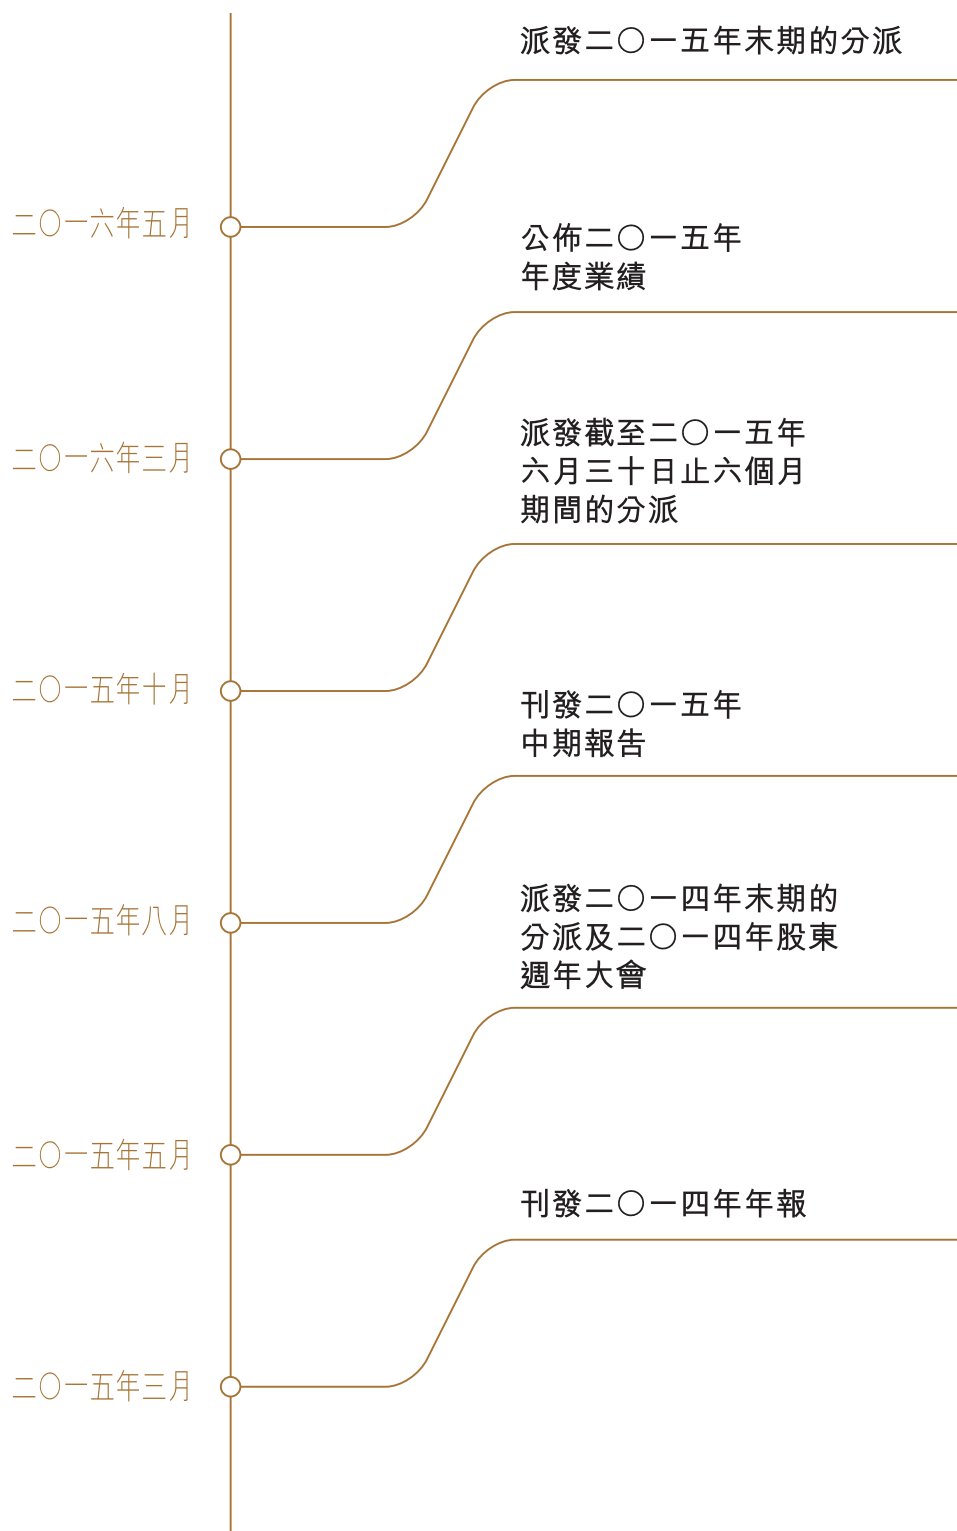 派發二〇一五年末期的分派
二〇一六年五月
公佈二〇一五年
年度業績
二〇一六年三月
派發截至二〇一五年
六月三十日止六個月
期間的分派
二〇一五年十月
刊發二〇一五年
中期報告
二〇一五年八月
派發二〇一四年末期的
分派及二〇一四年股東
週年大會
二〇一五年五月
刊發二〇一四年年報
二〇一五年三月